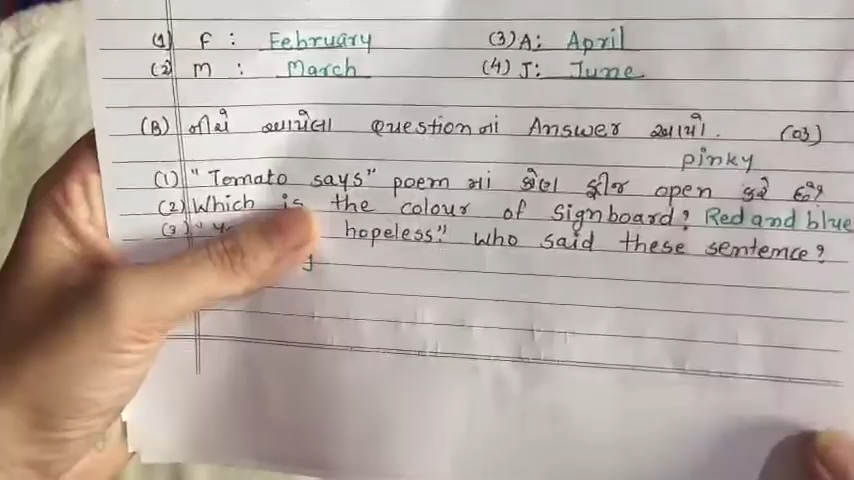 (1) F : February (3) A: April
(2) M : March (4) J: June
(B) નીચે આપેલા question નાં Answer આપો. (03)
pinky
(1) "Tomato says" poem માં કોણ ફ્રીજ open કરે છે?
(2) Which is the colour of signboard? Red and blue
(3) hopeless". who said these sentence?